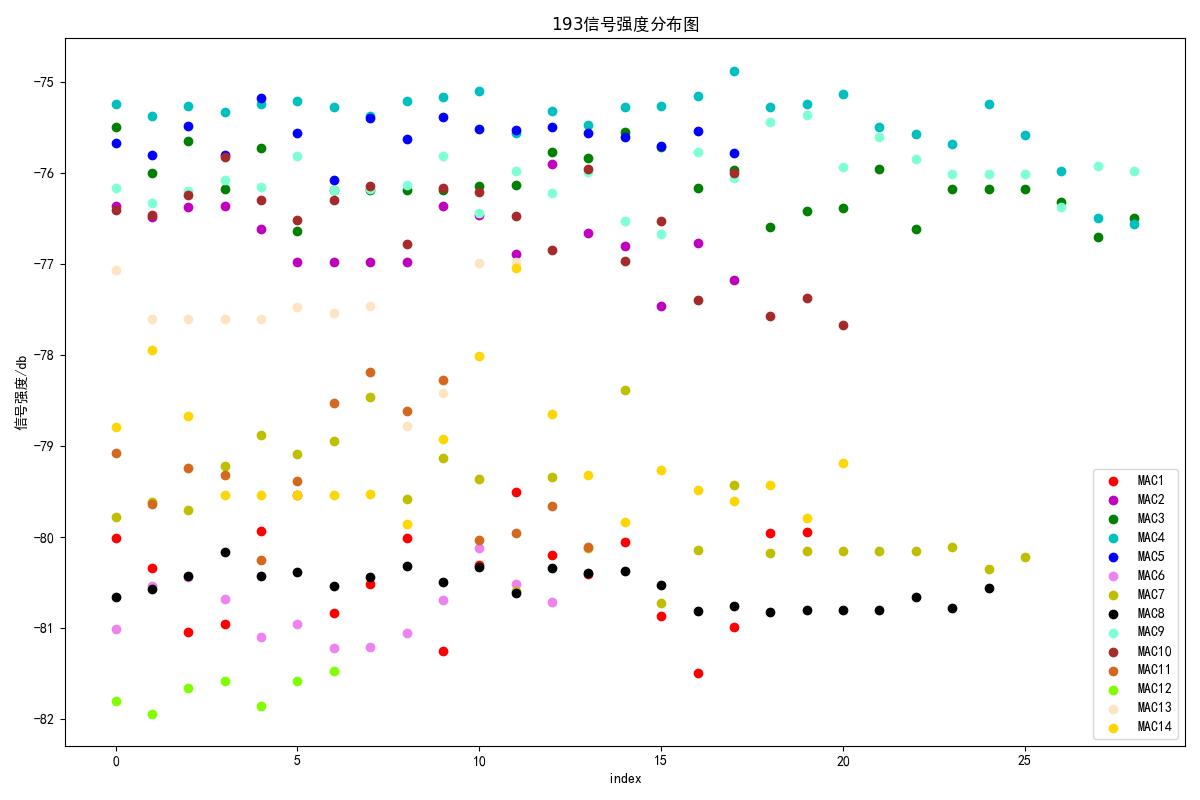 193信号强度分布图
信号强度/db
−75
−76
−77
−78
−79
−80
−81
−82
0
5
10
15
20
25
index
MAC1
MAC2
MAC3
MAC4
MAC5
MAC6
MAC7
MAC8
MAC9
MAC10
MAC11
MAC12
MAC13
MAC14